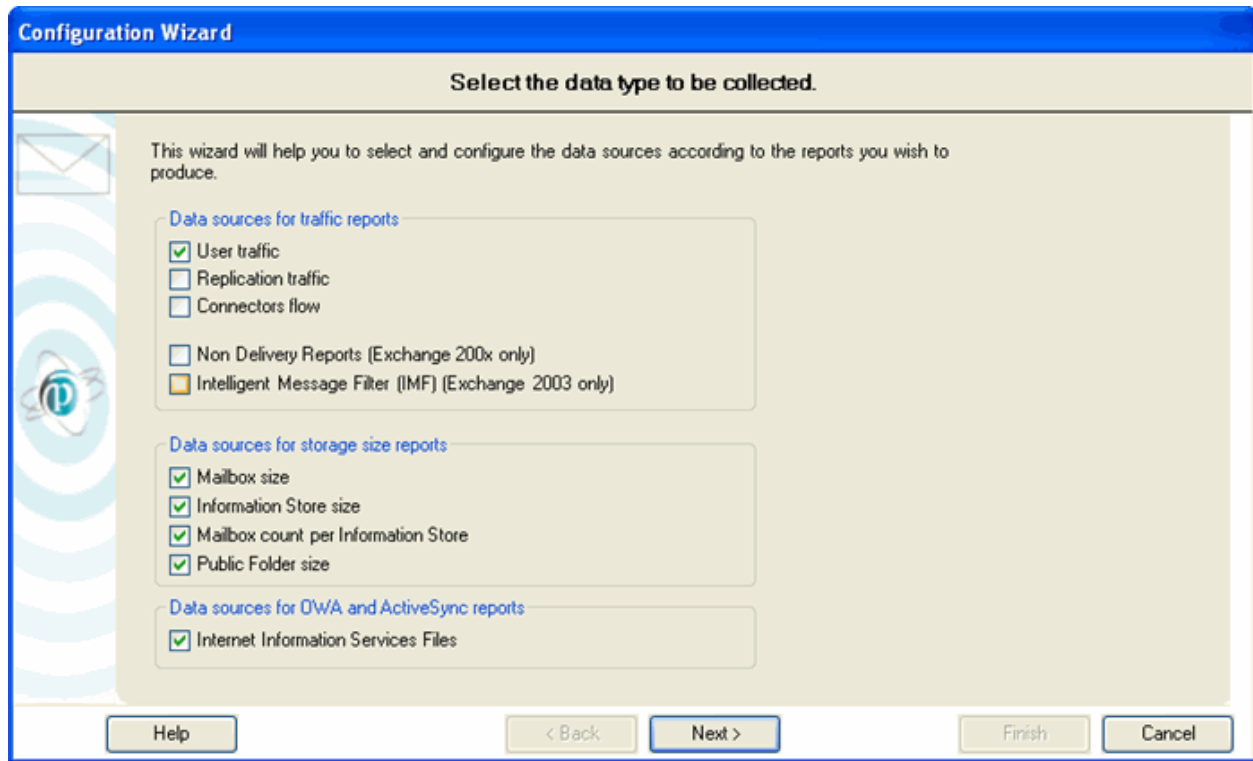 Configuration Wizard
Select the data type to be collected.
This wizard will help you to select and configure the data sources according to the reports you wish to
produce.
Data sources for traffic reports
User traffic
Replication traffic
Connectors flow
Non Delivery Reports (Exchange 200x only)
Intelligent Message Filter (IMF) (Exchange 2003 only)
Data sources for storage size reports
Mailbox size
Information Store size
Mailbox count per Information Store
Public Folder size
Data sources for OWA and ActiveSync reports
Internet Information Services Files
p
Help
< Back
Next >
Finish
Cancel